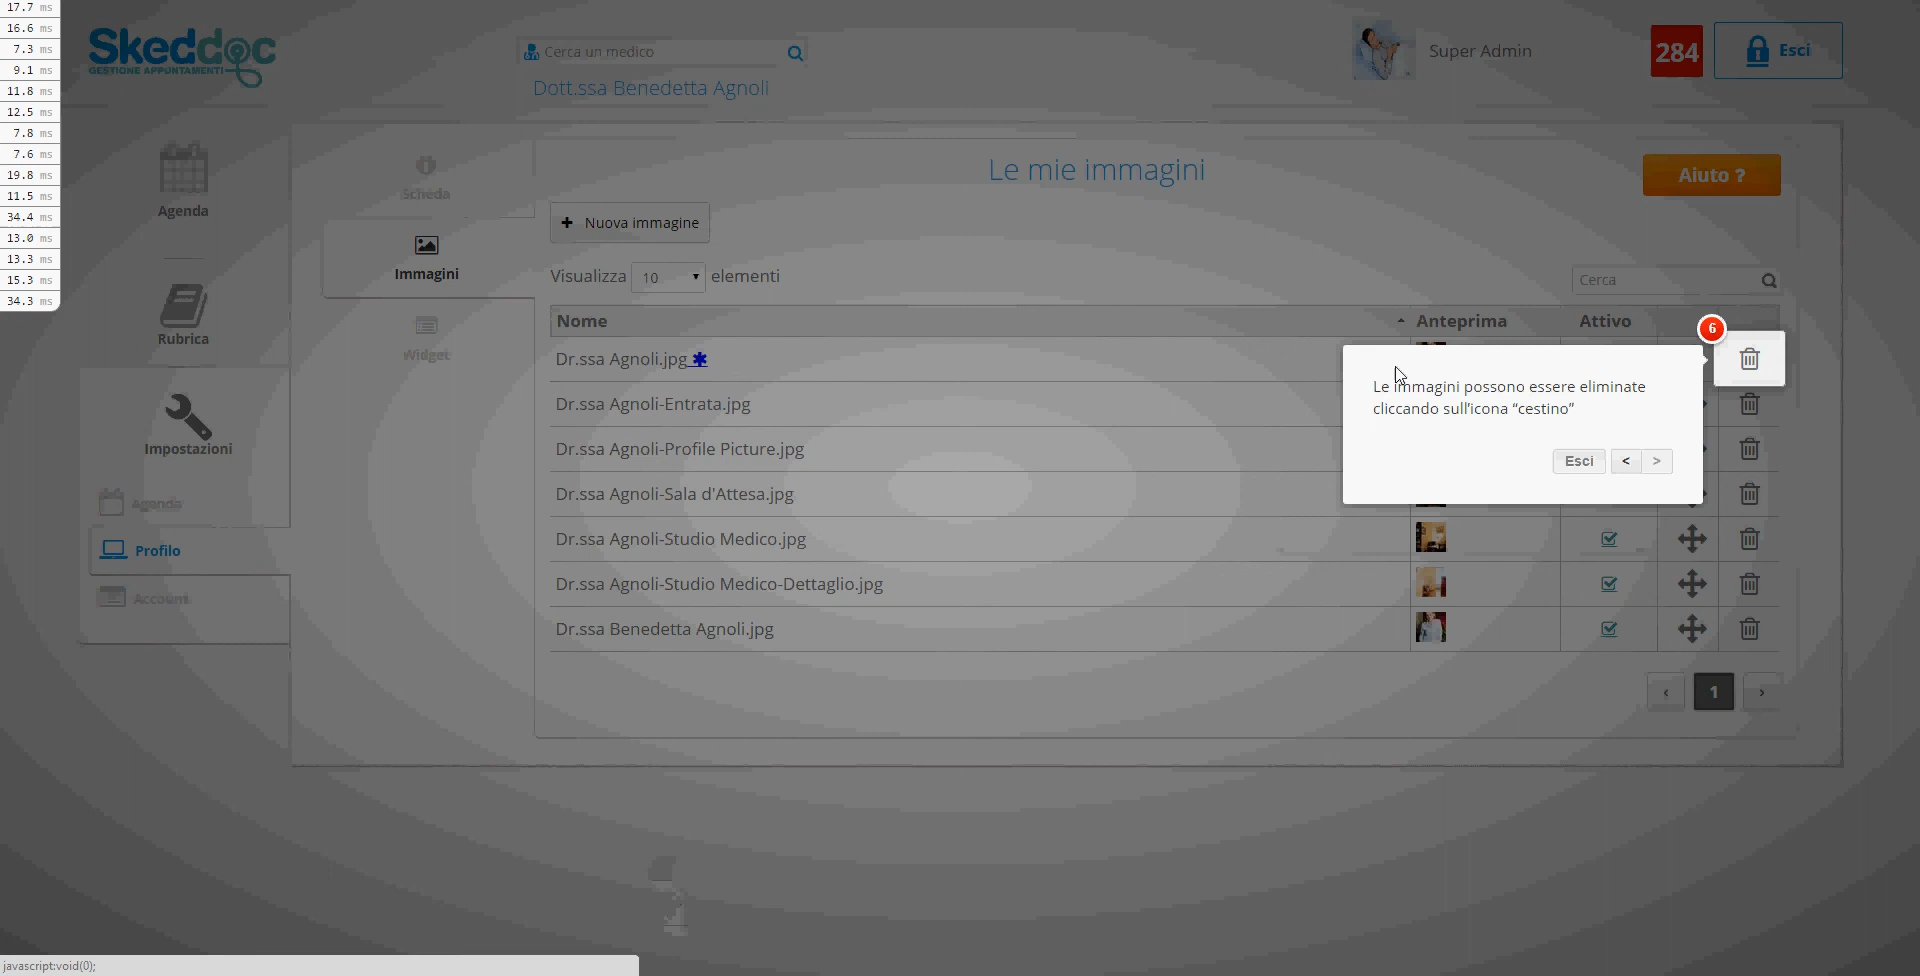 17.7 ms
16.6 ms
7.3 ms
9.1 ms
11.8 ms
12.5 ms
7.8 ms
7.6 ms
19.8 ms
11.5 ms
34.4 ms
13.0 ms
13.3 ms
15.3 ms
34.3 ms
Skeddoc
GESTIONE APPUNTAMENTI
Cerca un medico
Dott.ssa Benedetta Agnoli
Super Admin
284
Esci
Agenda
Rubrica
Impostazioni
Agenda
Profilo
Account
Scheda
Immagini
Widget
Le mie immagini
Aiuto ?
+ Nuova immagine
Visualizza 10 elementi
Cerca
Nome Anteprima Attivo
Dr.ssa Agnoli.jpg
Dr.ssa Agnoli-Entrata.jpg
Dr.ssa Agnoli-Profile Picture.jpg
Dr.ssa Agnoli-Sala d'Attesa.jpg
Dr.ssa Agnoli-Studio Medico.jpg
Dr.ssa Agnoli-Studio Medico-Dettaglio.jpg
Dr.ssa Benedetta Agnoli.jpg
6
Le immagini possono essere eliminate
cliccando sull'icona “cestino”
Esci < >
‹ 1 ›
javascript:void(0);